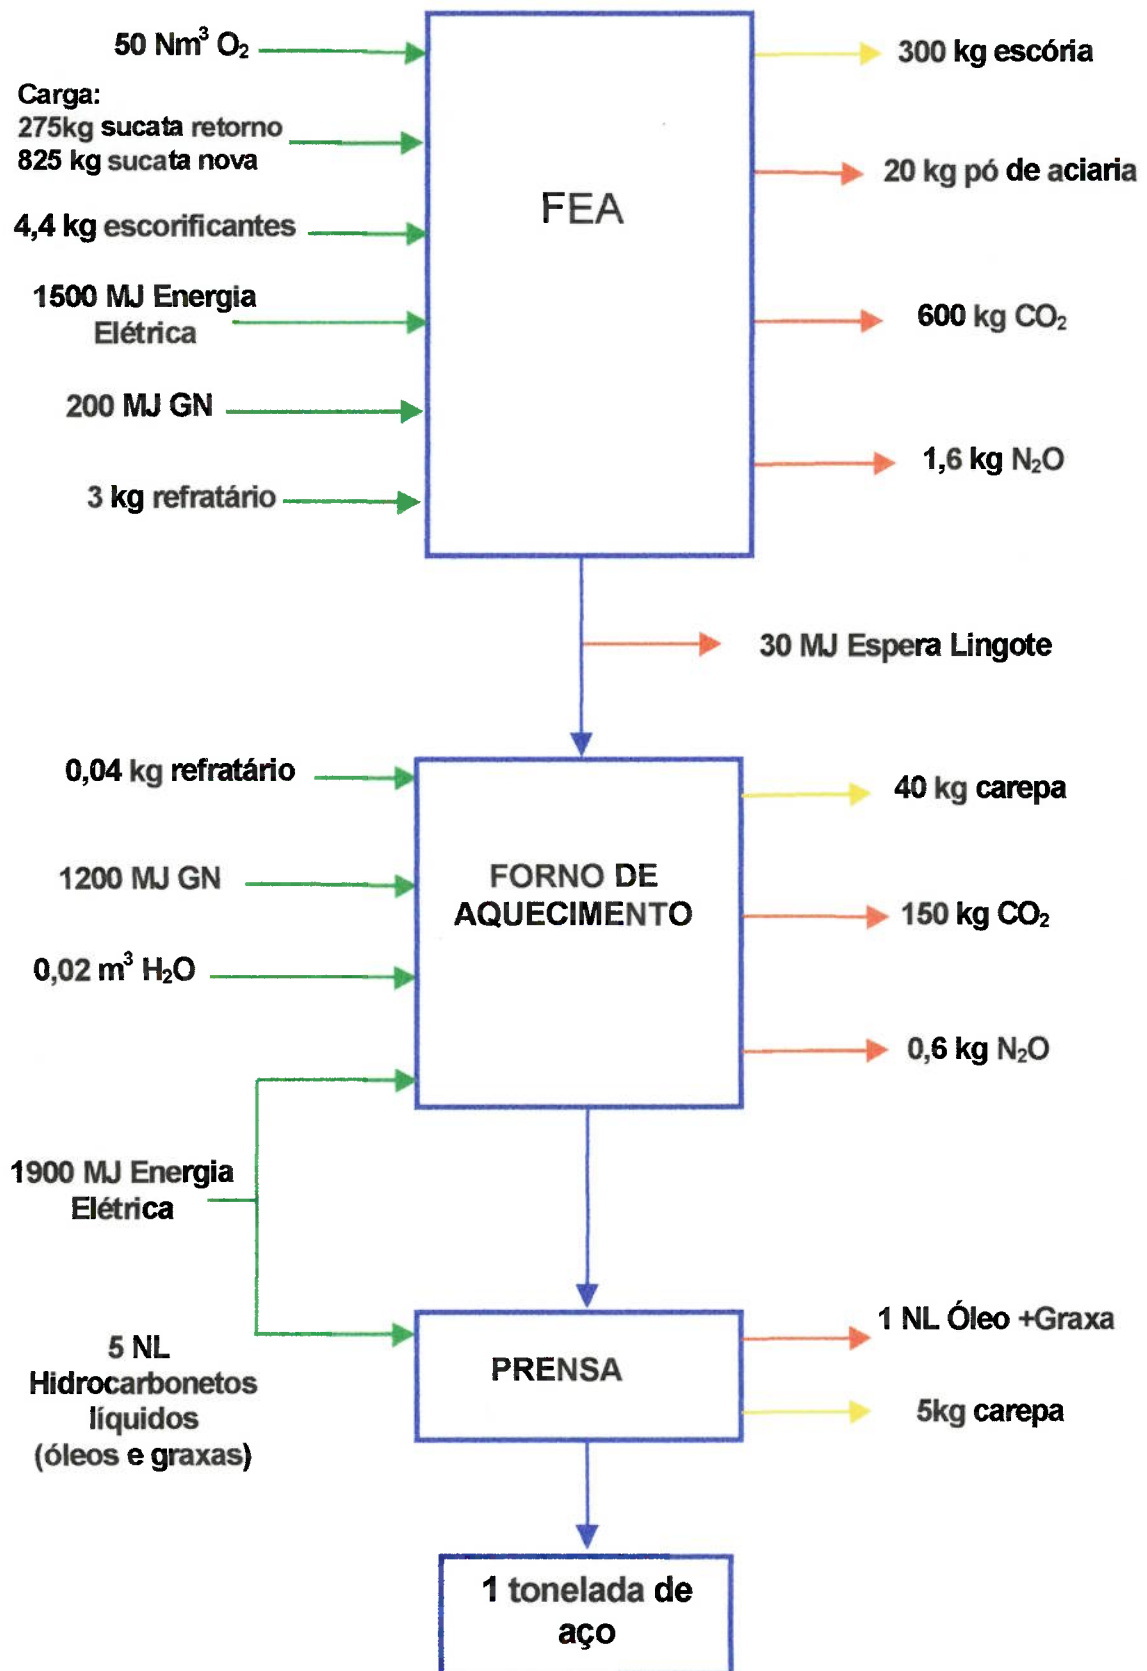 50 Nm³ O₂
Carga:
275kg sucata retorno
825 kg sucata nova
4,4 kg escorificantes
1500 MJ Energia
Elétrica
200 MJ GN
3 kg refratário
FEA
300 kg escória
20 kg pó de aciaria
600 kg CO₂
1,6 kg N₂O
30 MJ Espera Lingote
0,04 kg refratário
1200 MJ GN
0,02 m³ H₂O
FORNO DE
AQUECIMENTO
40 kg carepa
150 kg CO₂
0,6 kg N₂O
1900 MJ Energia
Elétrica
5 NL
Hidrocarbonetos
líquidos
(óleos e graxas)
PRENSA
1 NL Óleo +Graxa
5kg carepa
1 tonelada de
aço